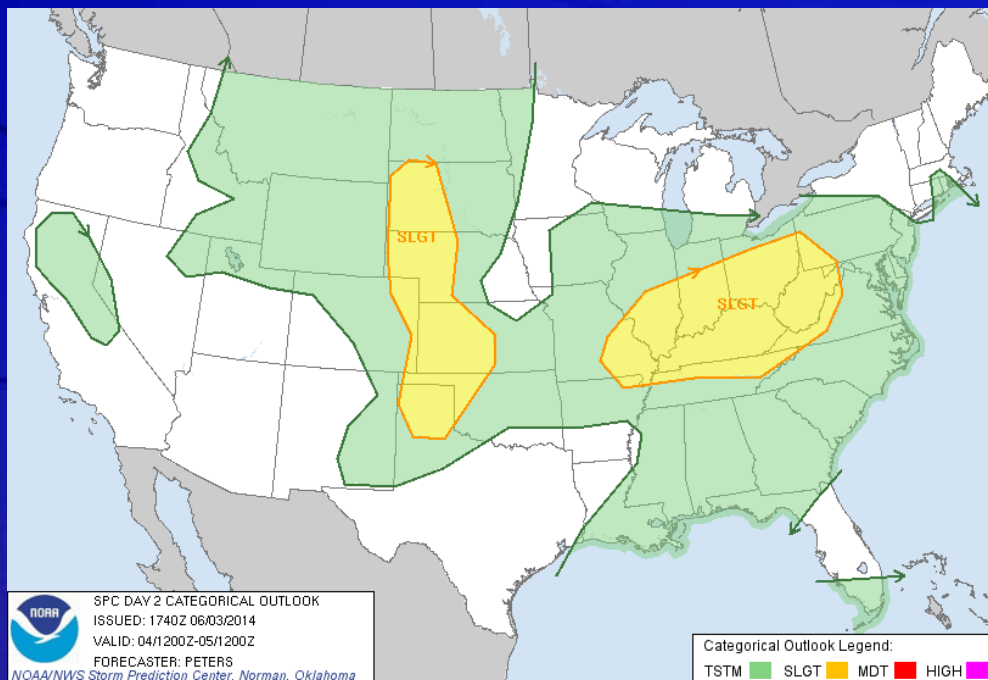 SLGT
SLGT
NOAA
SPC DAY 2 CATEGORICAL OUTLOOK
ISSUED: 1740Z 06/03/2014
VALID: 04/1200Z-05/1200Z
FORECASTER: PETERS
NOAA/NWS Storm Prediction Center, Norman, Oklahoma
Categorical Outlook Legend:
TSTM SLGT MDT HIGH